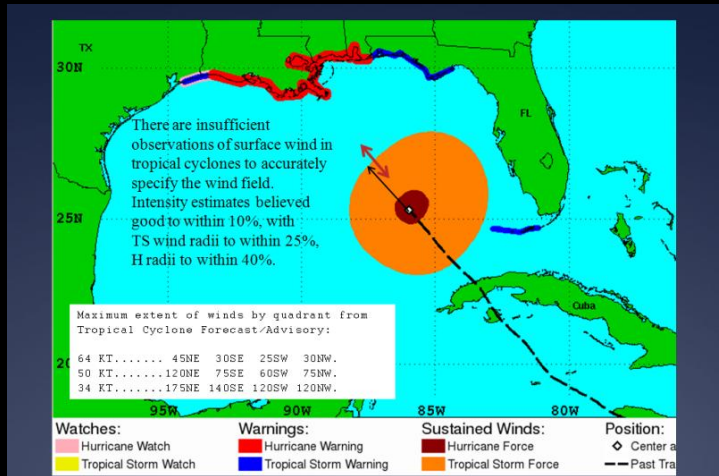 TX
30N
FL
There are insufficient
observations of surface wind in
tropical cyclones to accurately
specify the wind field.
Intensity estimates believed
good to within 10%, with
TS wind radii to within 25%,
H radii to within 40%.
25N
Cuba
Maximum extent of winds by quadrant from
Tropical Cyclone Forecast/Advisory:
64 KT....... 45NE 30SE 25SW 30NW.
50 KT.......120NE 75SE 60SW 75NW.
34 KT.......175NE 140SE 120SW 120NW.
20
95W 90W 85W 80W
Watches: Warnings: Sustained Winds: Position:
Hurricane Watch Hurricane Warning Hurricane Force Center a
Tropical Storm Watch Tropical Storm Warning Tropical Storm Force Past Tra